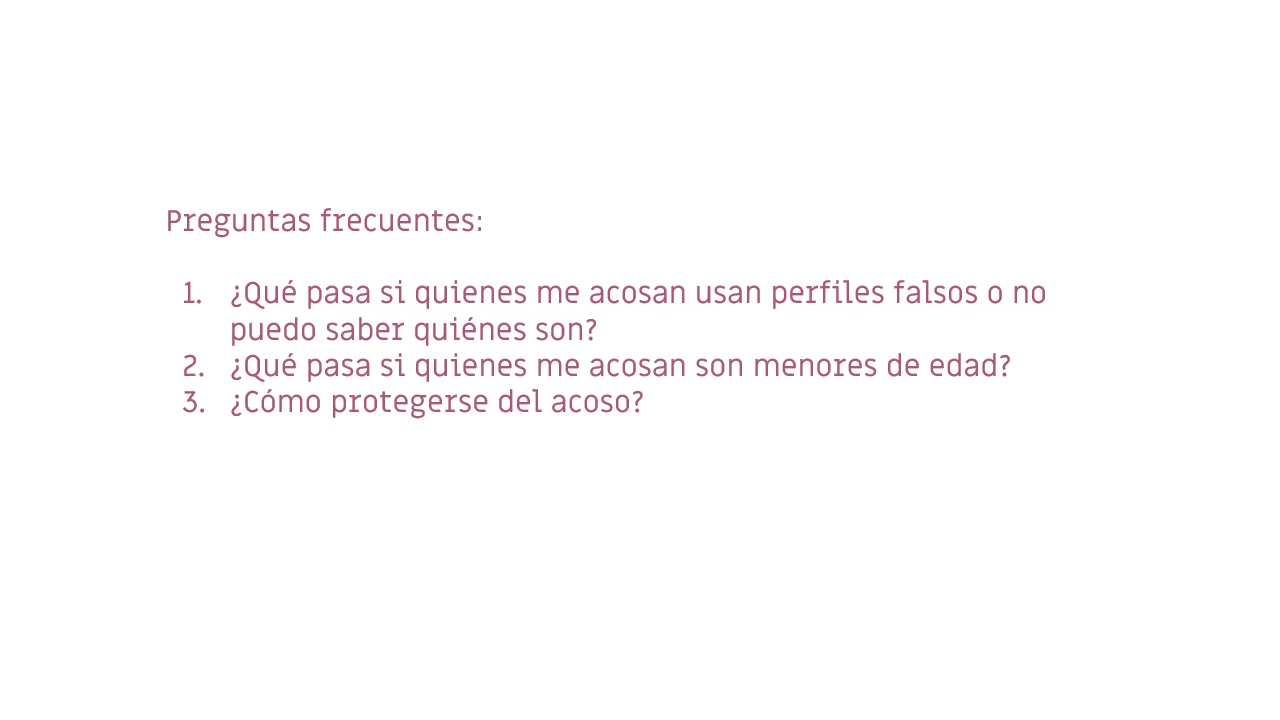 Preguntas frecuentes:
1. ¿Qué pasa si quienes me acosan usan perfiles falsos o no
puedo saber quiénes son?
2. ¿Qué pasa si quienes me acosan son menores de edad?
3. ¿Cómo protegerse del acoso?